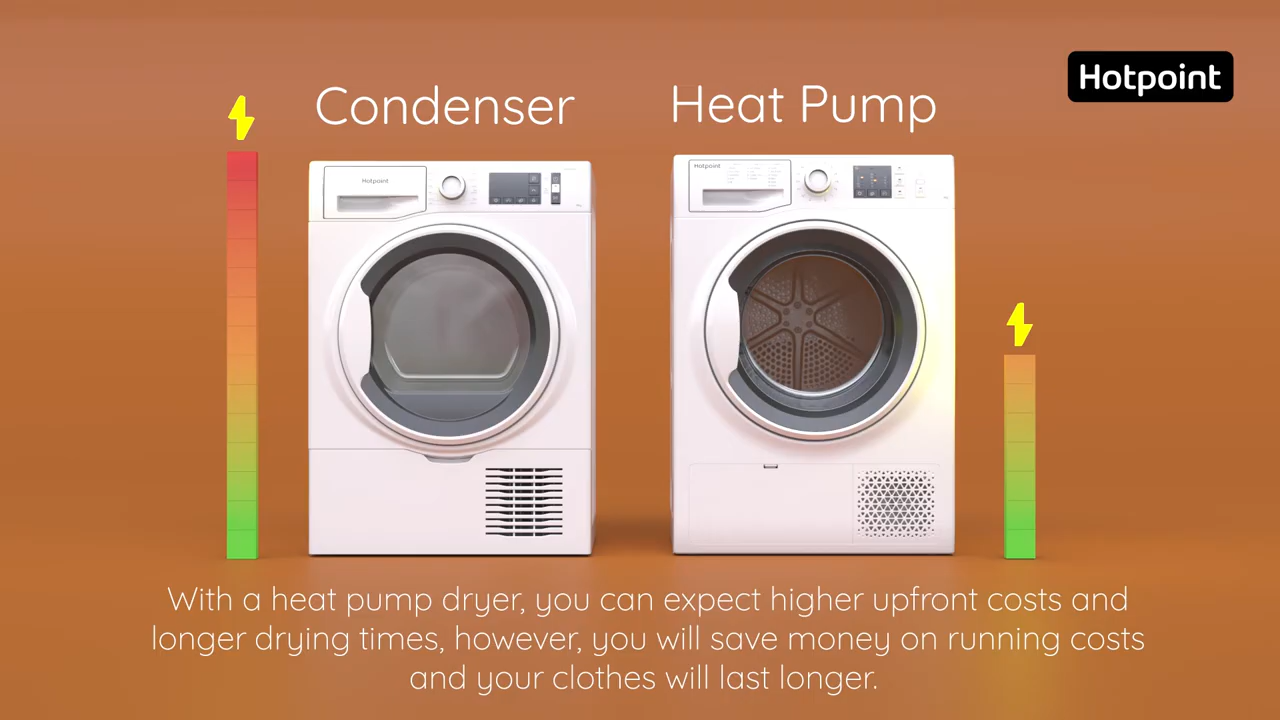 Hotpoint
Condenser
Heat Pump
Hotpoint
Hotpoint
With a heat pump dryer, you can expect higher upfront costs and
longer drying times, however, you will save money on running costs
and your clothes will last longer.